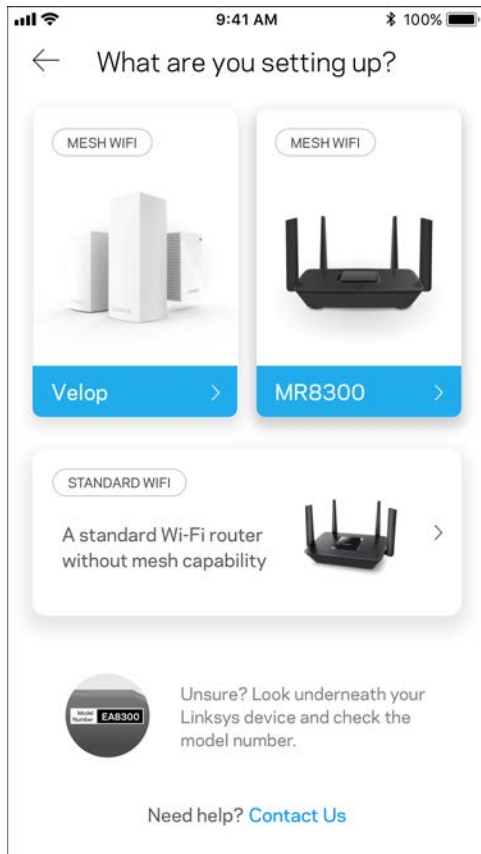 9:41 AM
100%
What are you setting up?
MESH WIFI
MESH WIFI
Velop
MR8300
STANDARD WIFI
A standard Wi-Fi router
without mesh capability
Model
Number
EA8300
Unsure? Look underneath your
Linksys device and check the
model number.
Need help? Contact Us